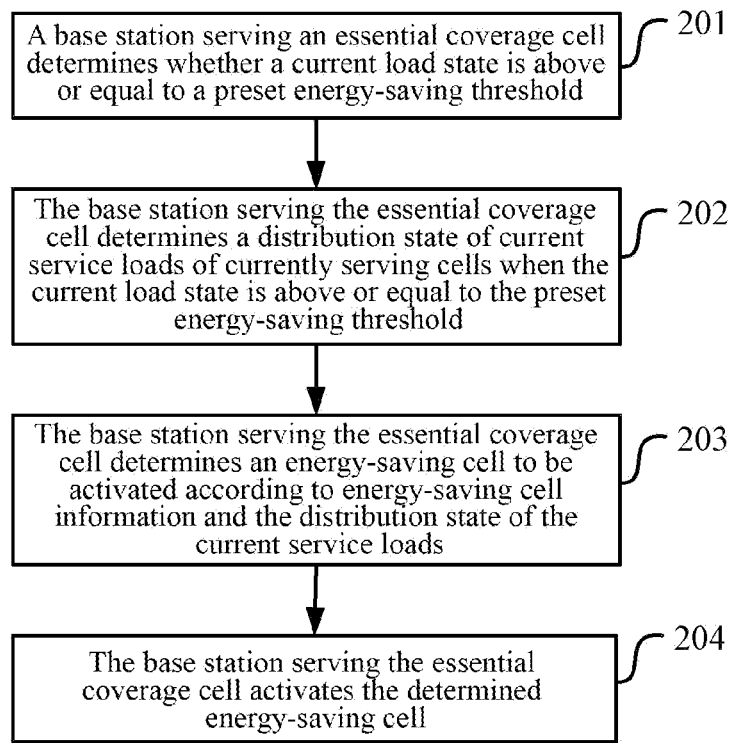 A base station serving an essential coverage cell
determines whether a current load state is above
or equal to a preset energy-saving threshold
201
The base station serving the essential coverage
cell determines a distribution state of current
service loads of currently serving cells when the
current load state is above or equal to the preset
energy-saving threshold
202
The base station serving the essential coverage
cell determines an energy-saving cell to be
activated according to energy-saving cell
information and the distribution state of the
current service loads
203
The base station serving the essential
coverage cell activates the determined
energy-saving cell
204